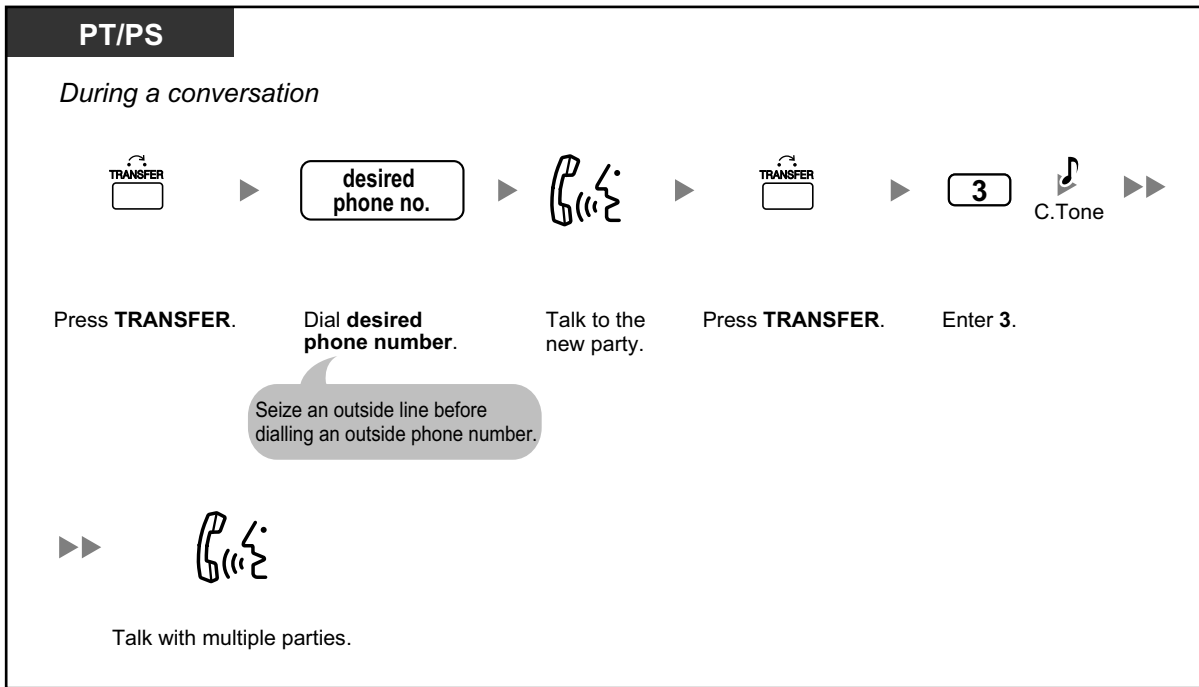 PT/PS
During a conversation
TRANSFER
desired
phone no.
TRANSFER
3
C.Tone
Press TRANSFER.
Dial desired
phone number.
Talk to the
new party.
Press TRANSFER.
Enter 3.
Seize an outside line before
dialling an outside phone number.
Talk with multiple parties.